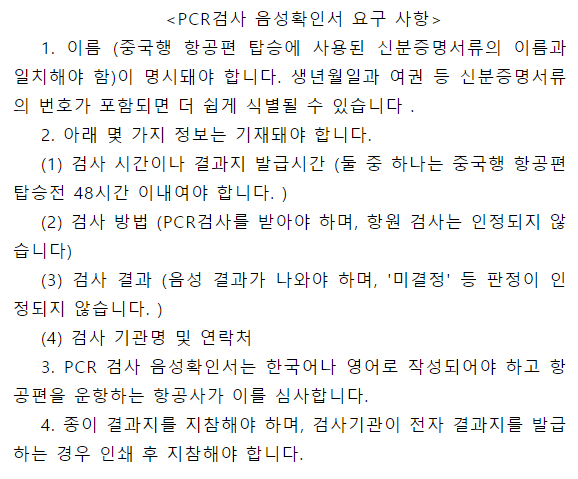 <PCR검사 음성확인서 요구 사항>
1. 이름 (중국행 항공편 탑승에 사용된 신분증명서류의 이름과
일치해야 함)이 명시돼야 합니다. 생년월일과 여권 등 신분증명서류
의 번호가 포함되면 더 쉽게 식별될 수 있습니다 .
2. 아래 몇 가지 정보는 기재돼야 합니다.
(1) 검사 시간이나 결과지 발급시간 (둘 중 하나는 중국행 항공편
탑승전 48시간 이내여야 합니다. )
(2) 검사 방법 (PCR검사를 받아야 하며, 항원 검사는 인정되지 않
습니다)
(3) 검사 결과 (음성 결과가 나와야 하며, '미결정' 등 판정이 인
정되지 않습니다. )
(4) 검사 기관명 및 연락처
3. PCR 검사 음성확인서는 한국어나 영어로 작성되어야 하고 항
공편을 운항하는 항공사가 이를 심사합니다.
4. 종이 결과지를 지참해야 하며, 검사기관이 전자 결과지를 발급
하는 경우 인쇄 후 지참해야 합니다.